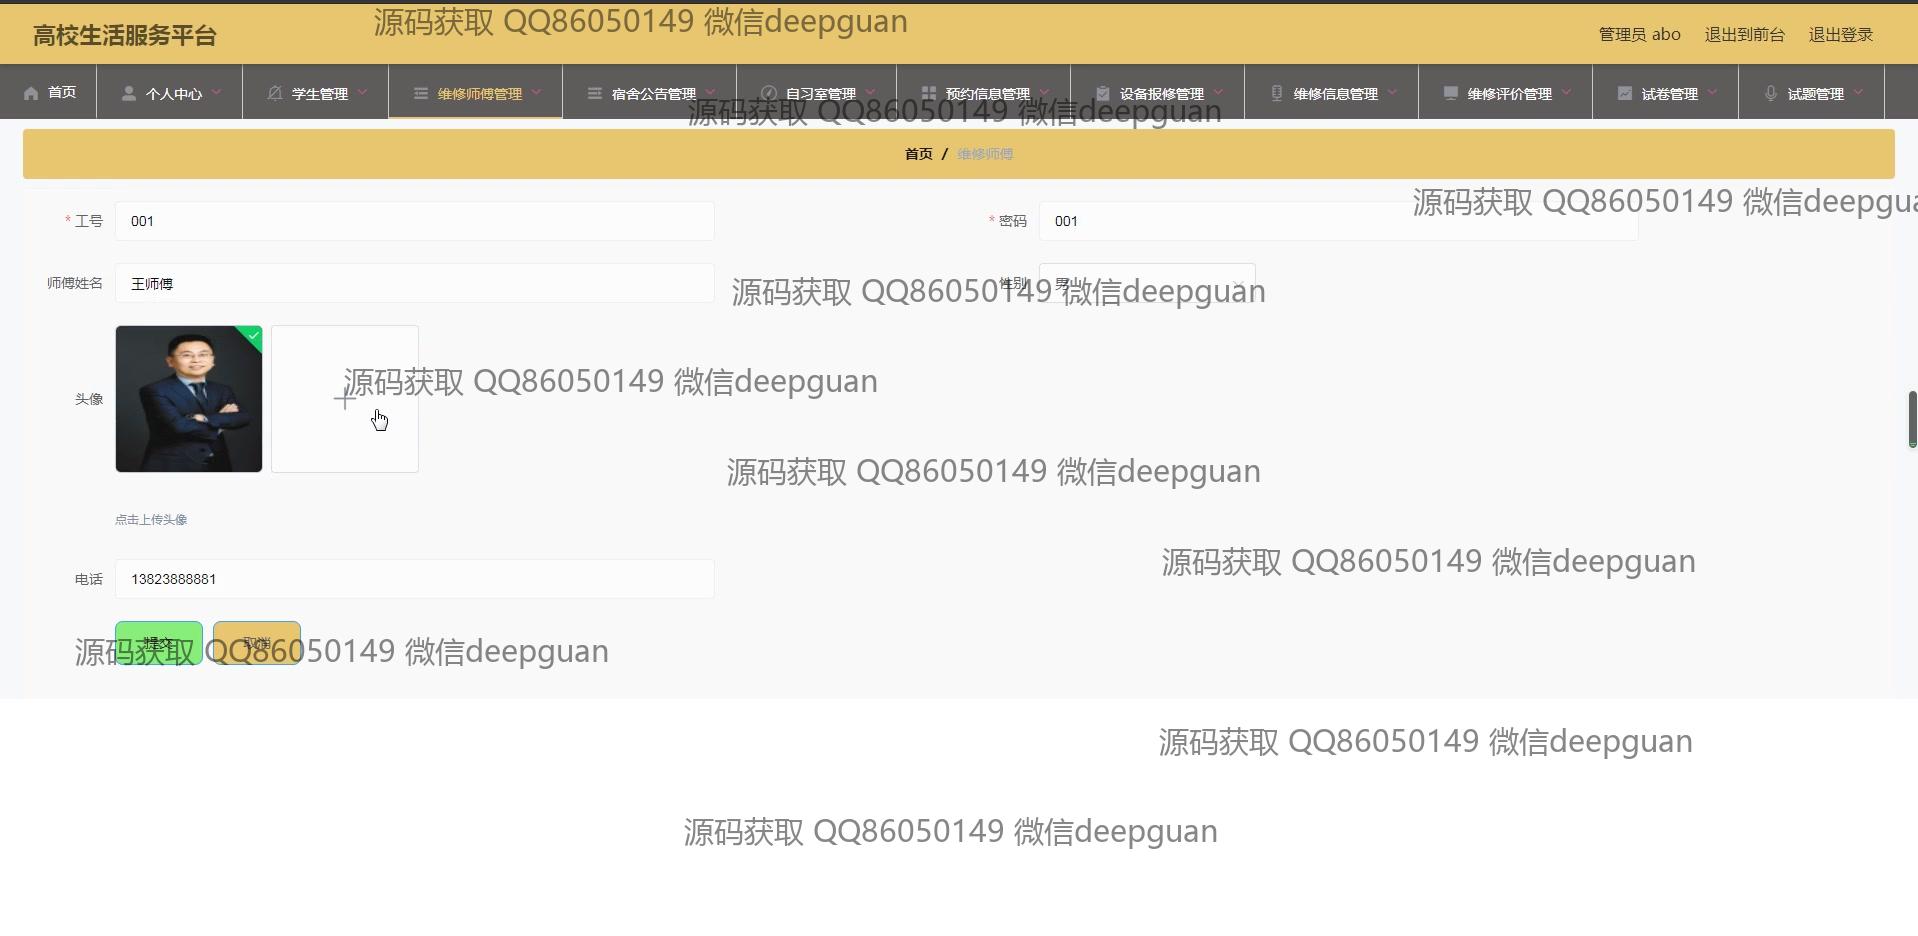 高校生活服务平台
源码获取 QQ86050149 微信deepguan
管理员 abo 退出到前台 退出登录
首页 个人中心 学生管理 维修师傅管理 宿舍公告管理 自习室管理 预约信息管理 设备报修管理 维修信息管理 维修评价管理 试卷管理 试题管理
源码获取 QQ86050149 微信deepguan
首页 / 维修师傅
源码获取 QQ86050149 微信deepgua
* 工号 001 * 密码 001
师傅姓名 王师傅 性别 男
源码获取 QQ86050149 微信deepguan
源码获取 QQ86050149 微信deepguan
头像
源码获取 QQ86050149 微信deepguan
点击上传头像
源码获取 QQ86050149 微信deepguan
电话 13823888881
提交 取消
源码获取 QQ86050149 微信deepguan
源码获取 QQ86050149 微信deepguan
源码获取 QQ86050149 微信deepguan